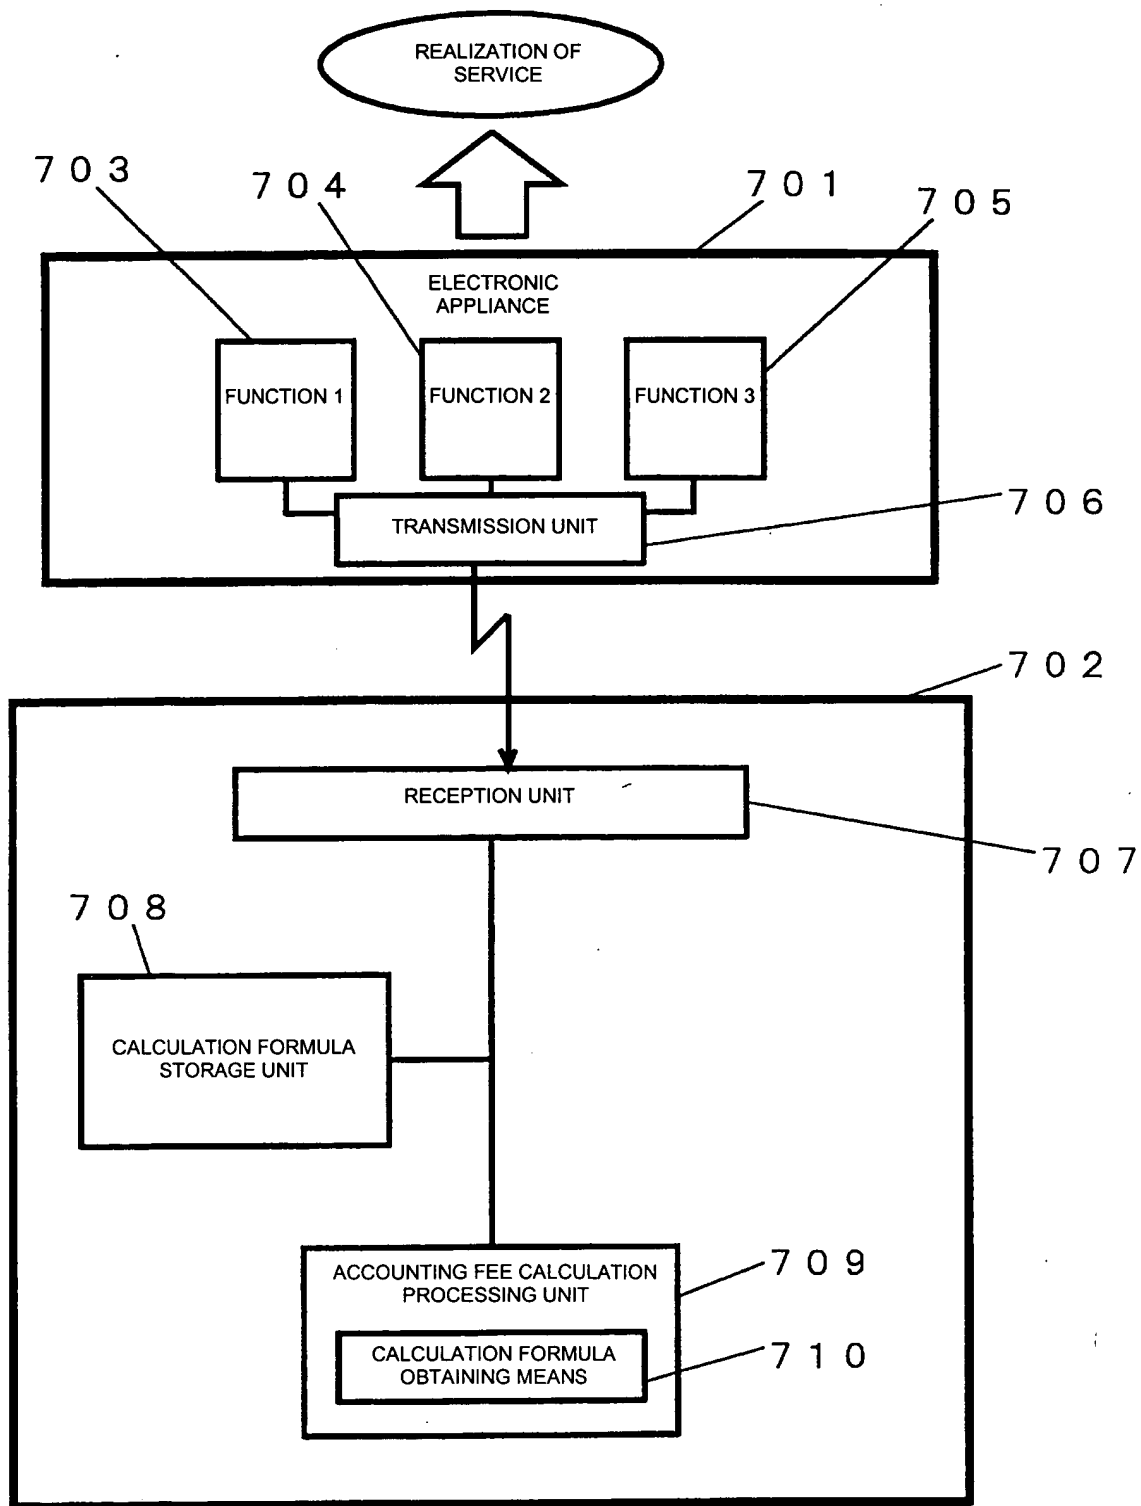 REALIZATION OF
SERVICE
703
704
701
705
ELECTRONIC
APPLIANCE
FUNCTION 1
FUNCTION 2
FUNCTION 3
706
TRANSMISSION UNIT
702
RECEPTION UNIT
707
708
CALCULATION FORMULA
STORAGE UNIT
ACCOUNTING FEE CALCULATION
PROCESSING UNIT
709
CALCULATION FORMULA
OBTAINING MEANS
710